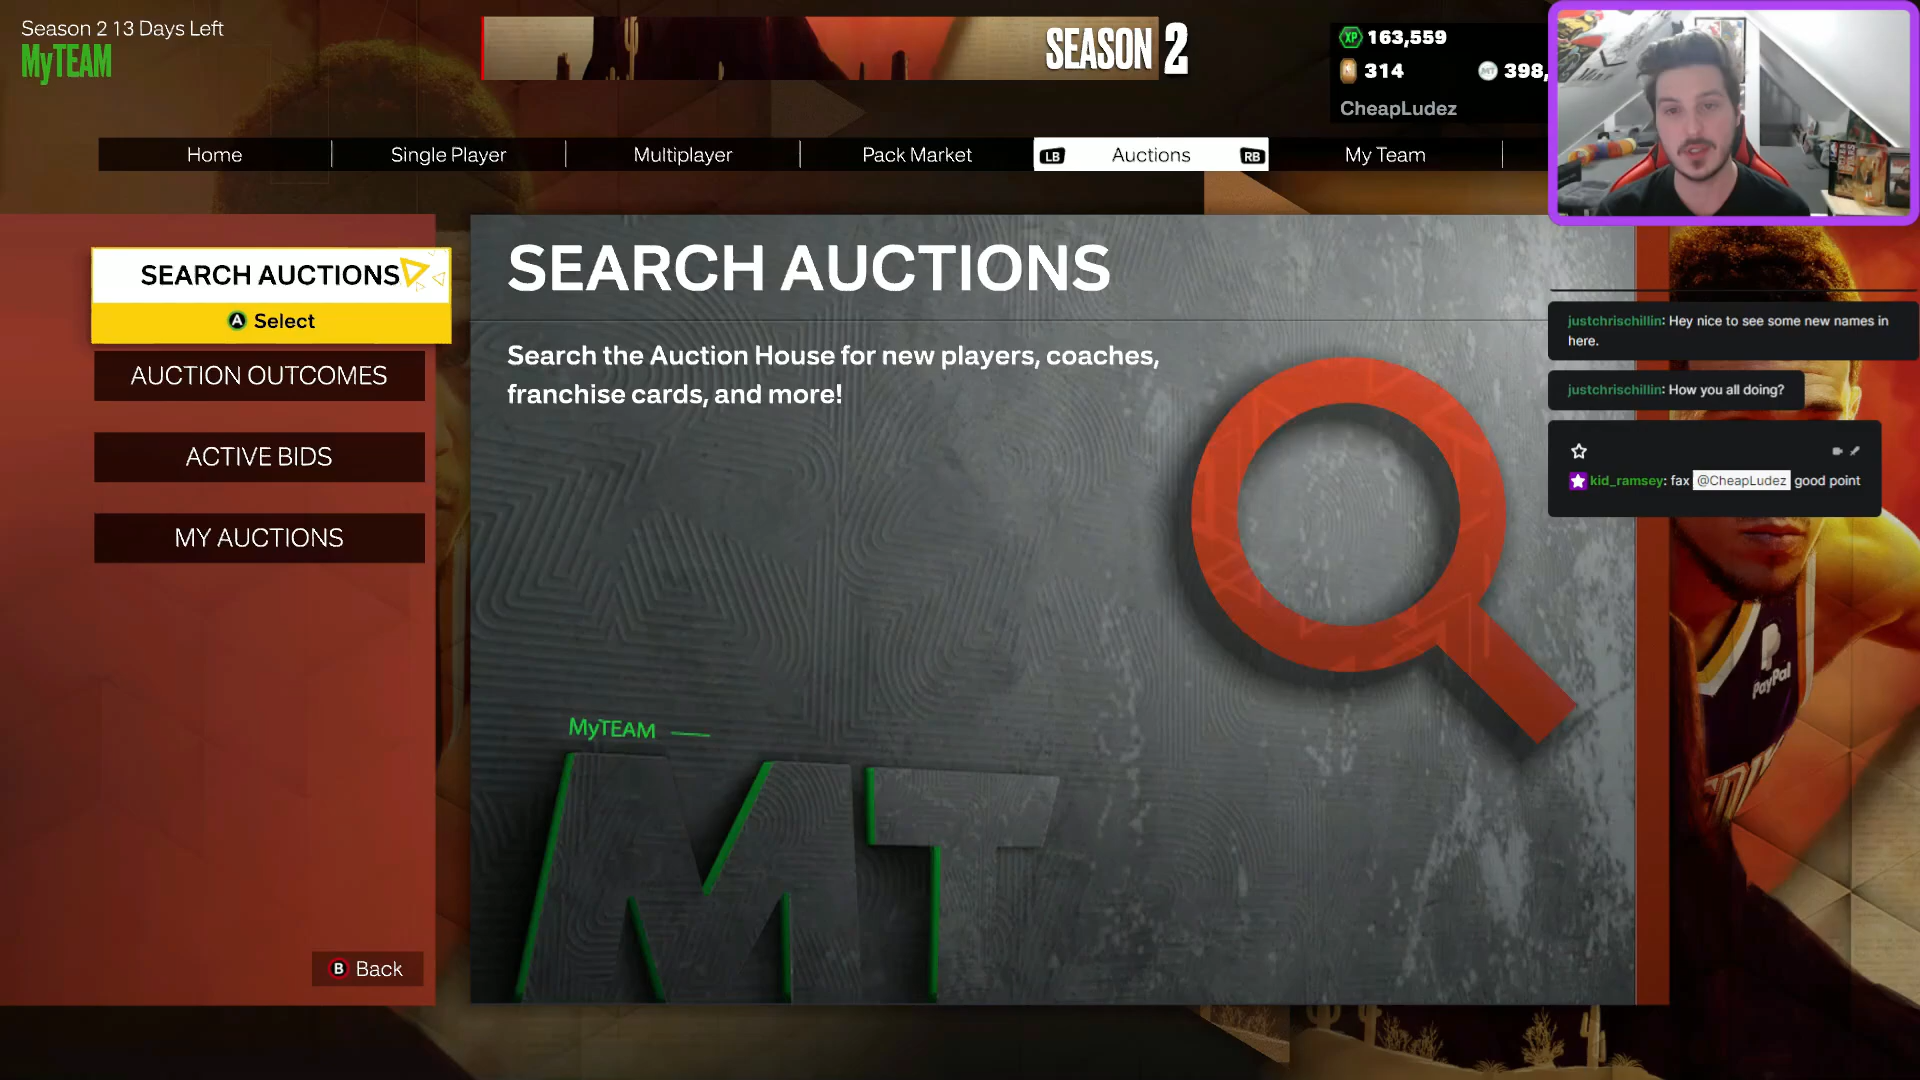 Season 2 13 Days Left
MyTEAM
SEASON 2
XP 163,559
314
MT 398,
CheapLudez
Home
Single Player
Multiplayer
Pack Market
LB Auctions RB
My Team
SEARCH AUCTIONS
A Select
AUCTION OUTCOMES
ACTIVE BIDS
MY AUCTIONS
B Back
SEARCH AUCTIONS
Search the Auction House for new players, coaches,
franchise cards, and more!
MyTEAM
MT
justchrischillin: Hey nice to see some new names in
here.
justchrischillin: How you all doing?
kid_ramsey: fax @CheapLudez good point
PayPal